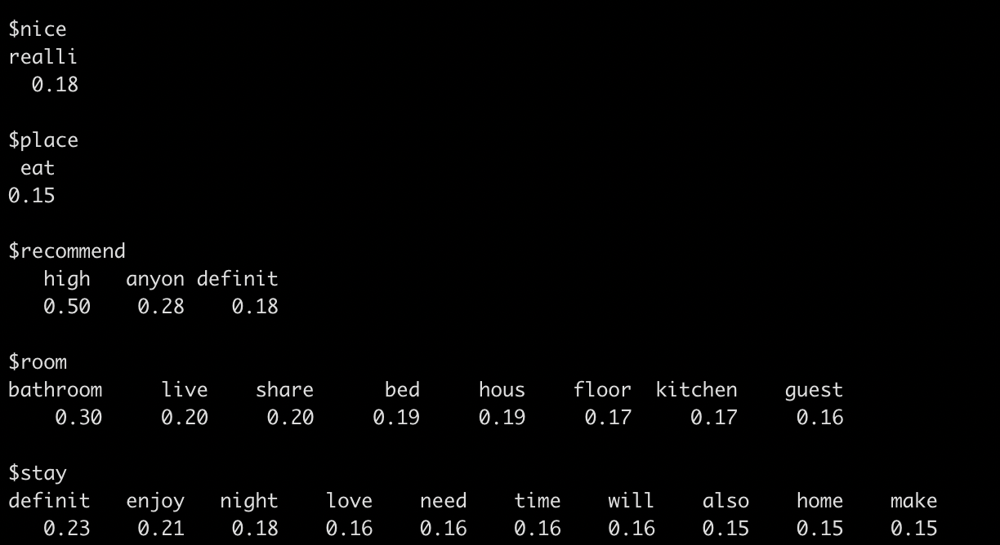 $nice
realli
  0.18

$place
 eat
0.15

$recommend
   high   anyon definit
   0.50    0.28    0.18

$room
bathroom     live    share      bed     hous    floor  kitchen    guest
    0.30     0.20     0.20     0.19     0.19     0.17     0.17     0.16

$stay
definit   enjoy   night    love    need    time    will    also    home    make
   0.23    0.21    0.18    0.16    0.16    0.16    0.16    0.15    0.15    0.15